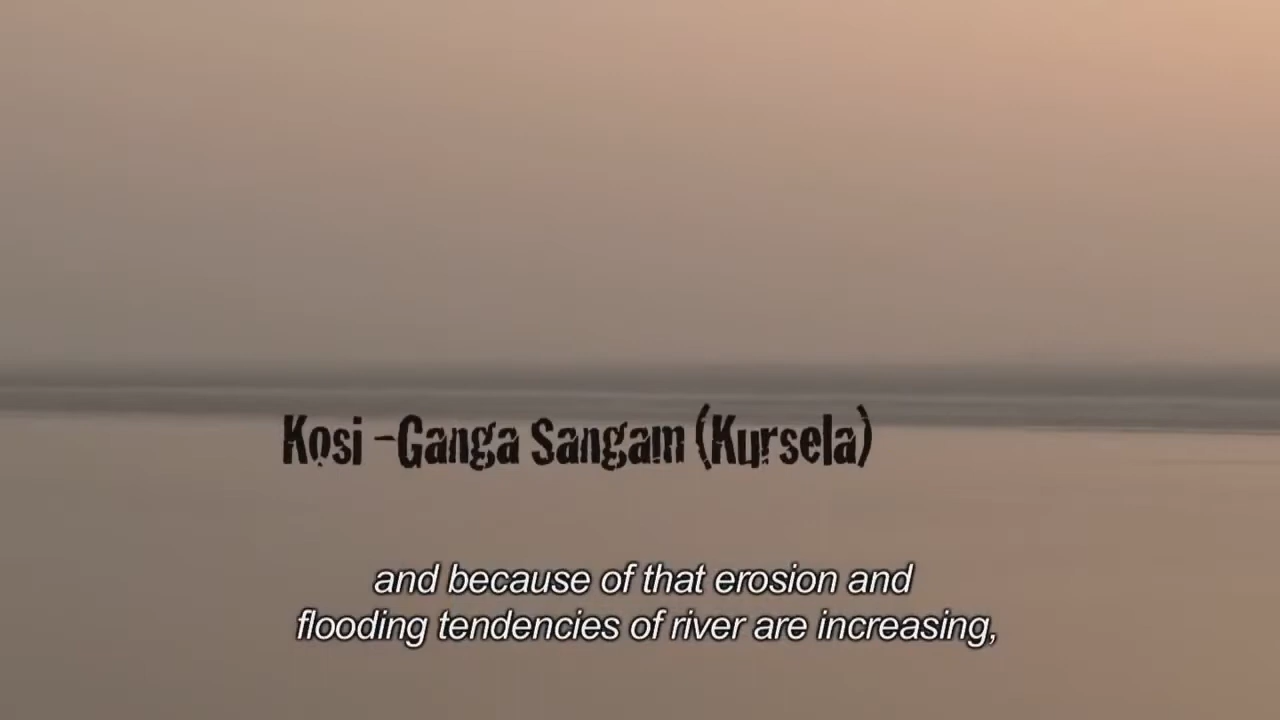 Kosi -Ganga Sangam (Kursela)
and because of that erosion and
flooding tendencies of river are increasing,